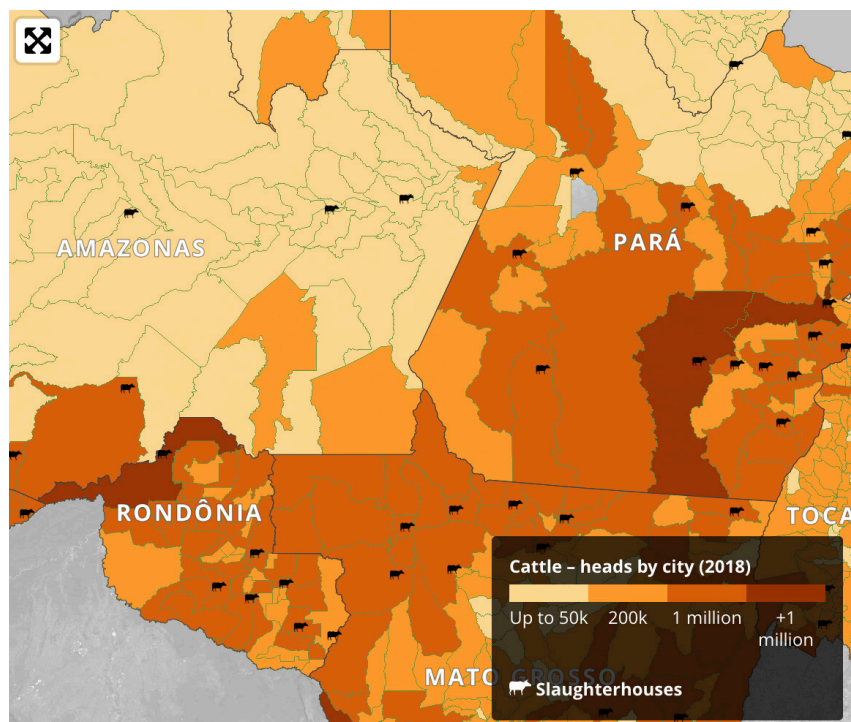 AMAZONAS
PARÁ
RONDÔNIA
TOCA
Cattle – heads by city (2018)
Up to 50k 200k 1 million +1
million
MATO GROSSO
Slaughterhouses